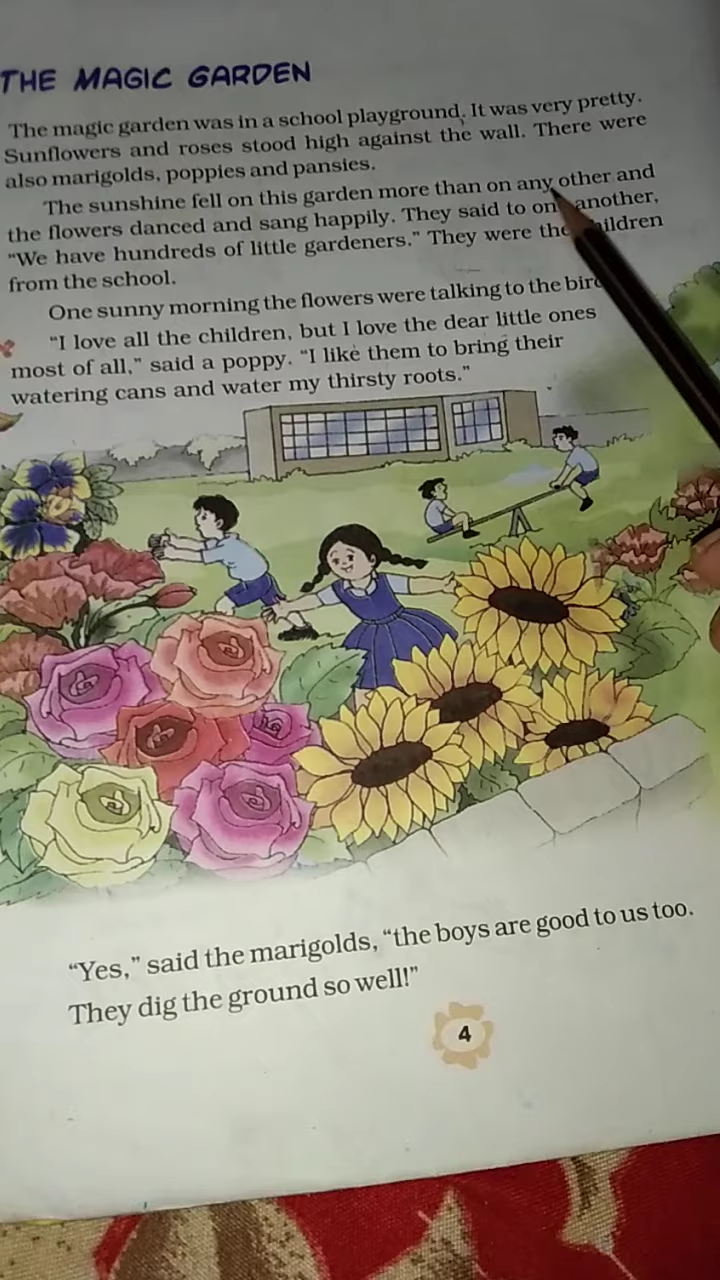 THE MAGIC GARDEN
The magic garden was in a school playground. It was very pretty.
Sunflowers and roses stood high against the wall. There were
also marigolds, poppies and pansies.
The sunshine fell on this garden more than on any other and
the flowers danced and sang happily. They said to one another,
"We have hundreds of little gardeners." They were the children
from the school.
One sunny morning the flowers were talking to the
"I love all the children, but I love the dear little ones
most of all," said a poppy. "I like them to bring their
watering cans and water my thirsty roots."
"Yes," said the marigolds, "the boys are good to us too.
They dig the ground so well!"
4